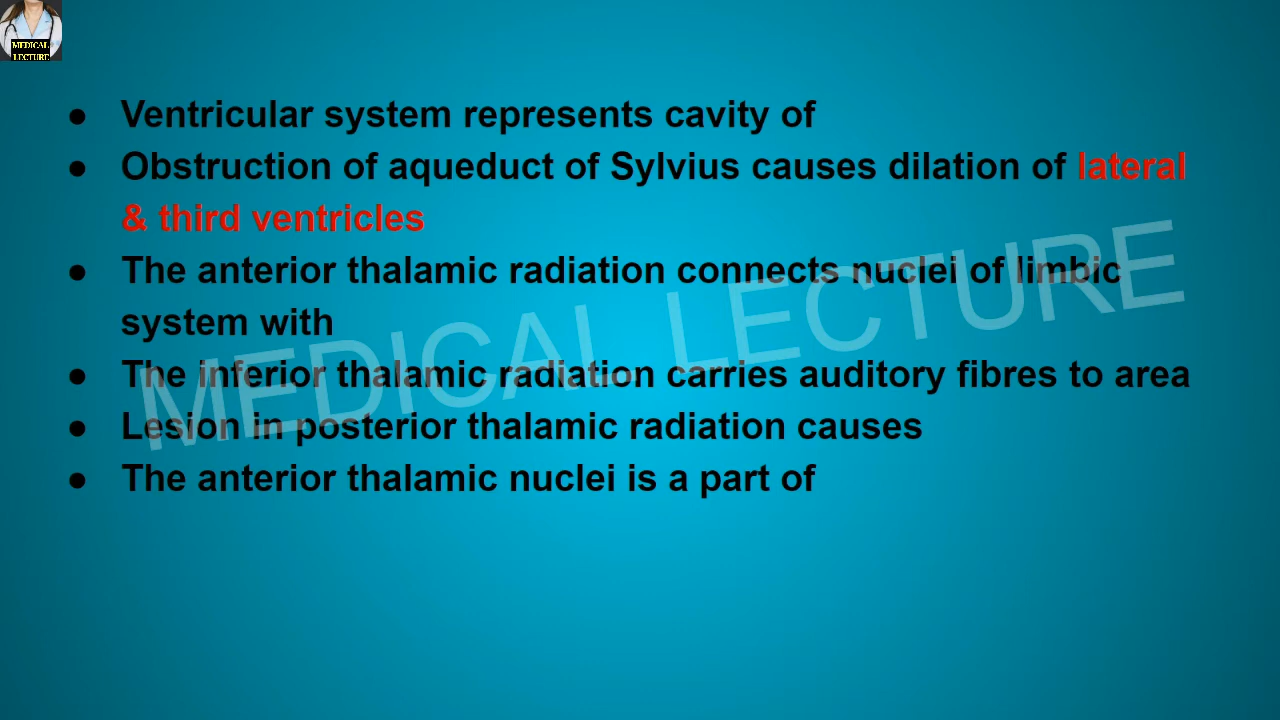 MEDICAL
LECTURE
● Ventricular system represents cavity of
● Obstruction of aqueduct of Sylvius causes dilation of lateral
& third ventricles
● The anterior thalamic radiation connects nuclei of limbic
system with
● The inferior thalamic radiation carries auditory fibres to area
● Lesion in posterior thalamic radiation causes
● The anterior thalamic nuclei is a part of
MEDICAL LECTURE